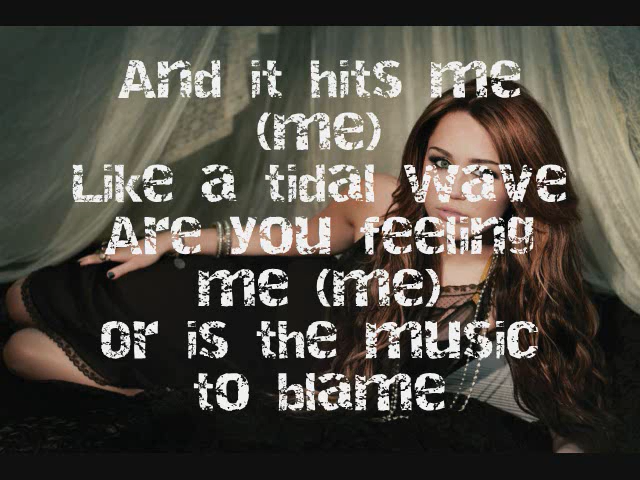 And it hits me
(me)
Like a tidal wave
Are you feeling
me (me)
or is the music
to blame